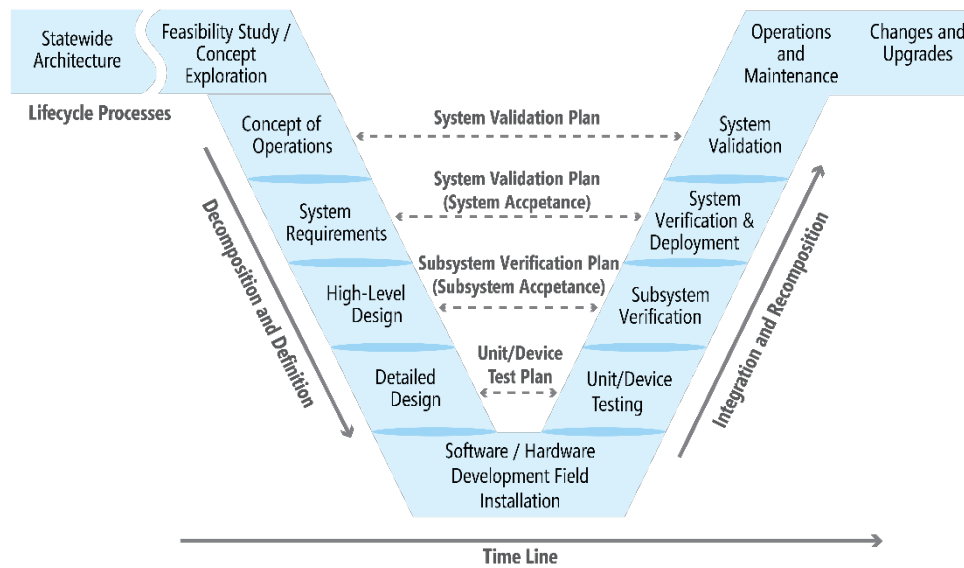 Statewide
Architecture
Feasibility Study /
Concept
Exploration
Operations
and
Maintenance
Changes and
Upgrades
Lifecycle Processes
Concept of
Operations
System Validation Plan
System
Validation
System
Requirements
System Validation Plan
(System Accpetance)
System
Verification &
Deployment
High-Level
Design
Subsystem Verification Plan
(Subsystem Accpetance)
Subsystem
Verification
Detailed
Design
Unit/Device
Test Plan
Unit/Device
Testing
Software / Hardware
Development Field
Installation
Decomposition and Definition
Integration and Recomposition
Time Line